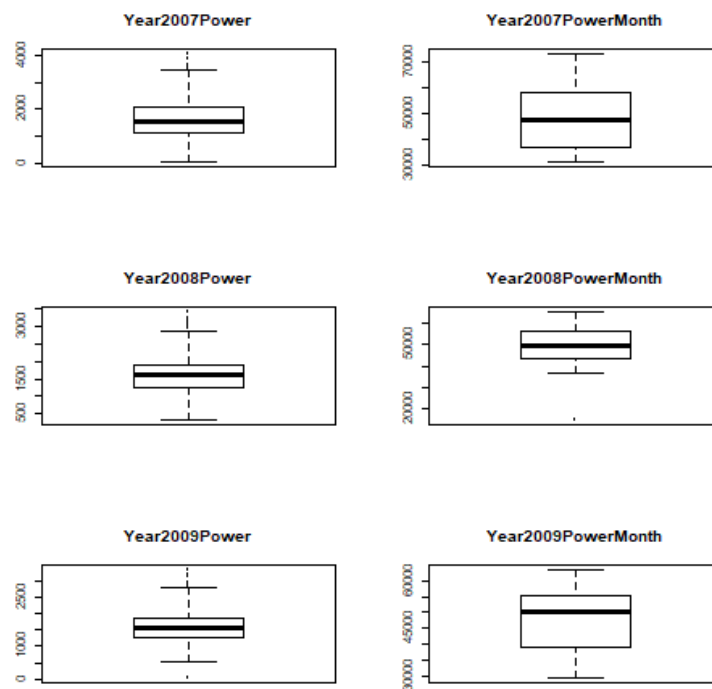 Year2007Power
4000
2000
0
Year2007PowerMonth
70000
50000
30000
Year2008Power
3000
1500
500
Year2008PowerMonth
50000
20000
Year2009Power
2500
1000
0
Year2009PowerMonth
60000
45000
30000